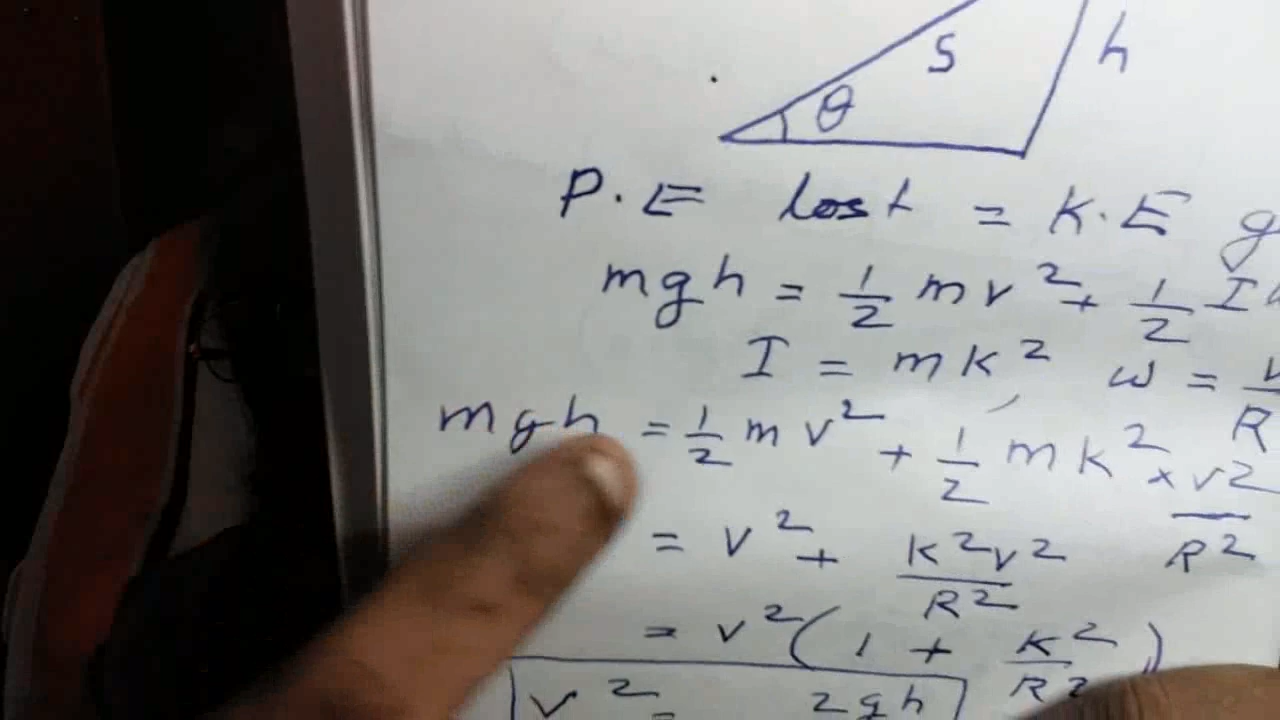 S h
θ
P.E lost = K.E
mgh = 1/2 mv² + 1/2 I
I = mk² ω = v/R
mgh = 1/2 mv² + 1/2 mk² × v²/R²
= v² + K²v²/R²
= v²(1 + K²/R²)
v² = 2gh